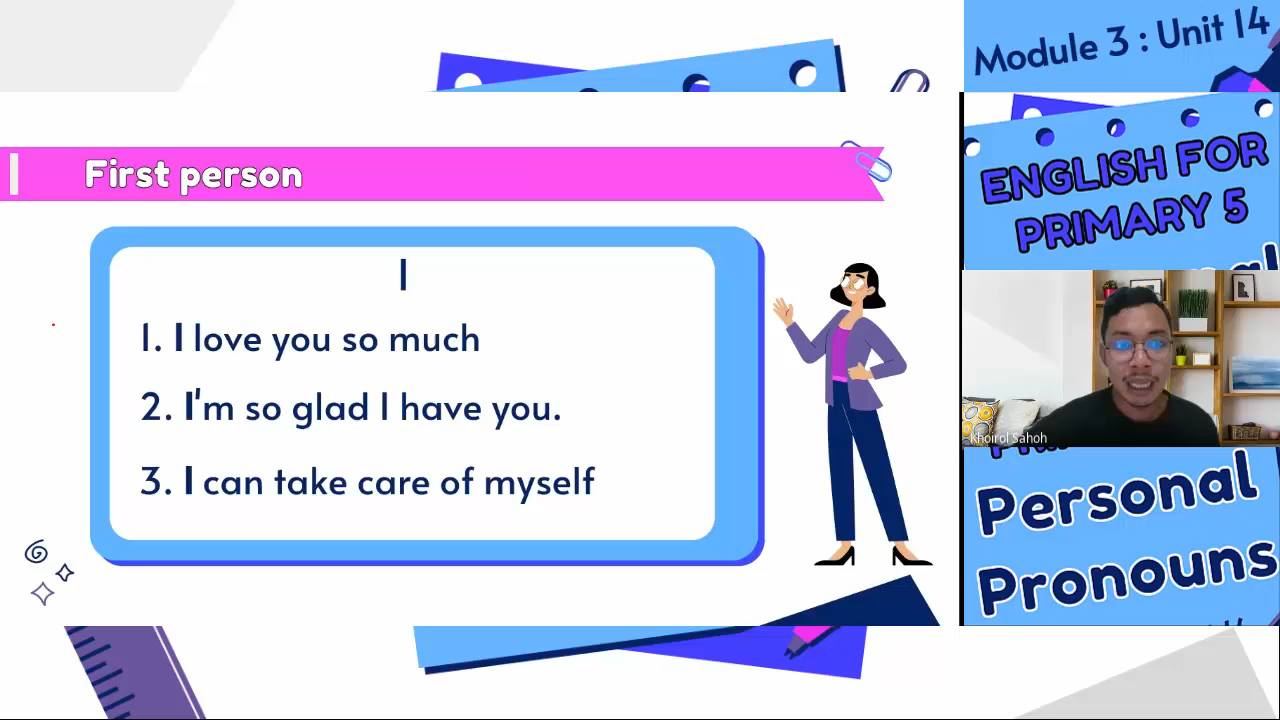 Module 3 : Unit 14
ENGLISH FOR
PRIMARY 5
First person
I
1. I love you so much
2. I'm so glad I have you.
3. I can take care of myself
Khoirol Sahoh
Personal
Pronouns